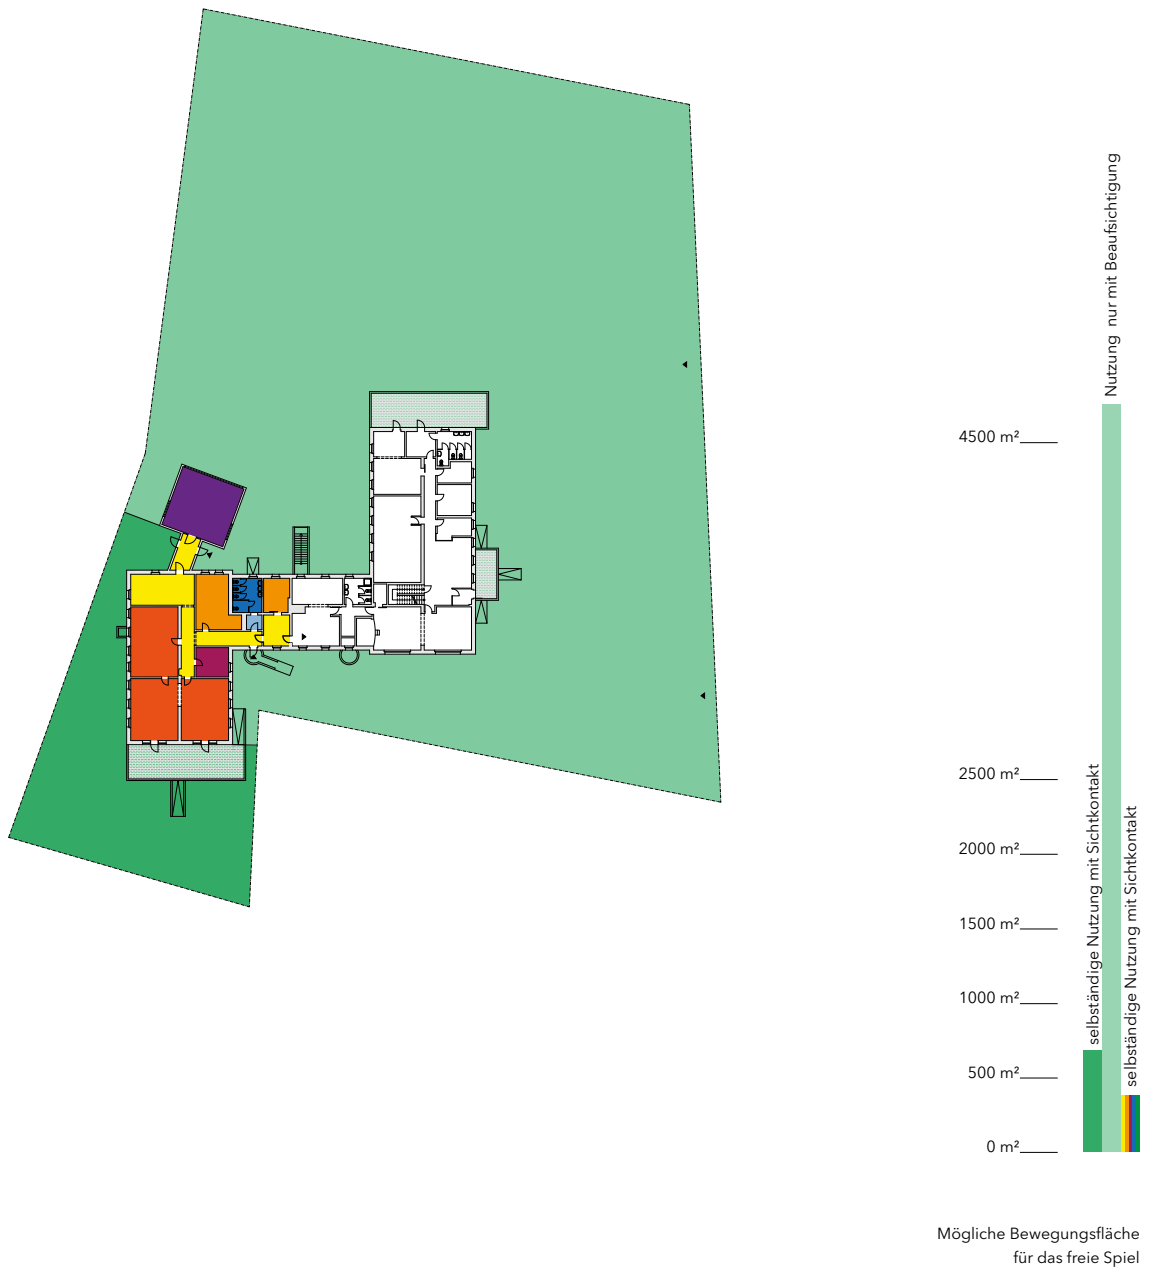 Nutzung nur mit Beaufsichtigung
4500 m²
2500 m²
selbständige Nutzung mit Sichtkontakt
selbständige Nutzung mit Sichtkontakt
2000 m²
1500 m²
1000 m²
500 m²
0 m²
Mögliche Bewegungsfläche
für das freie Spiel